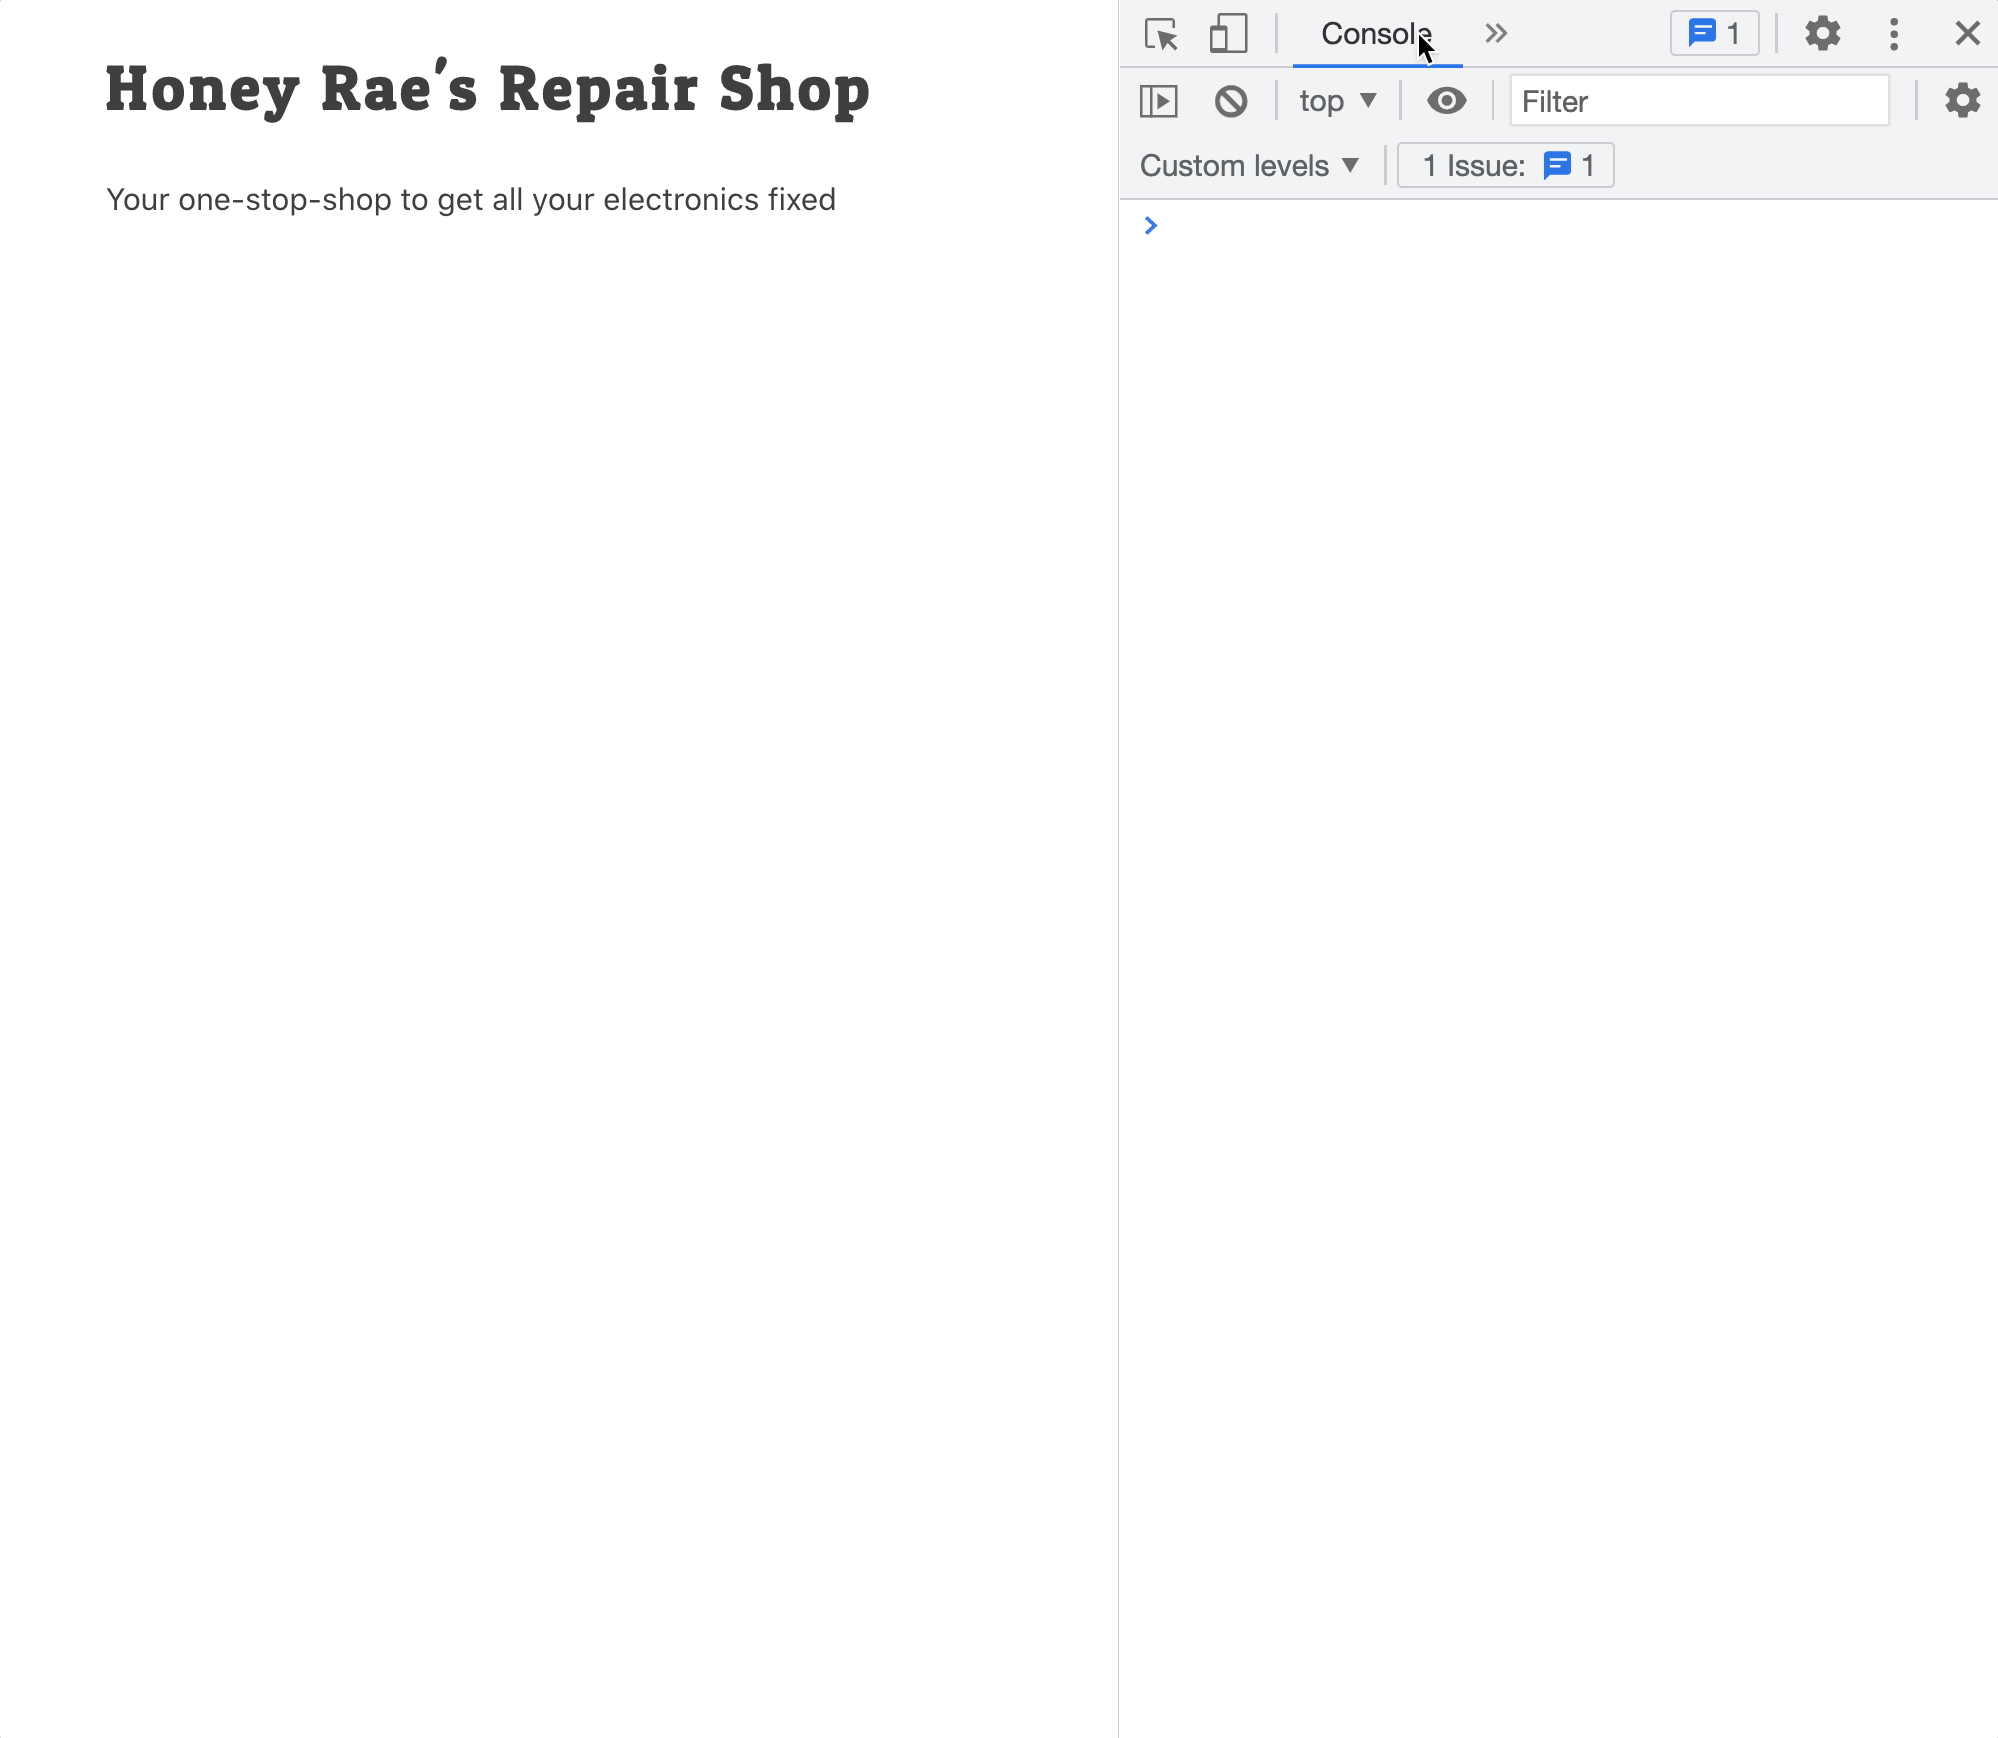 Honey Rae's Repair Shop
Your one-stop-shop to get all your electronics fixed
Console
1
top
Filter
Custom levels
1 Issue: 1